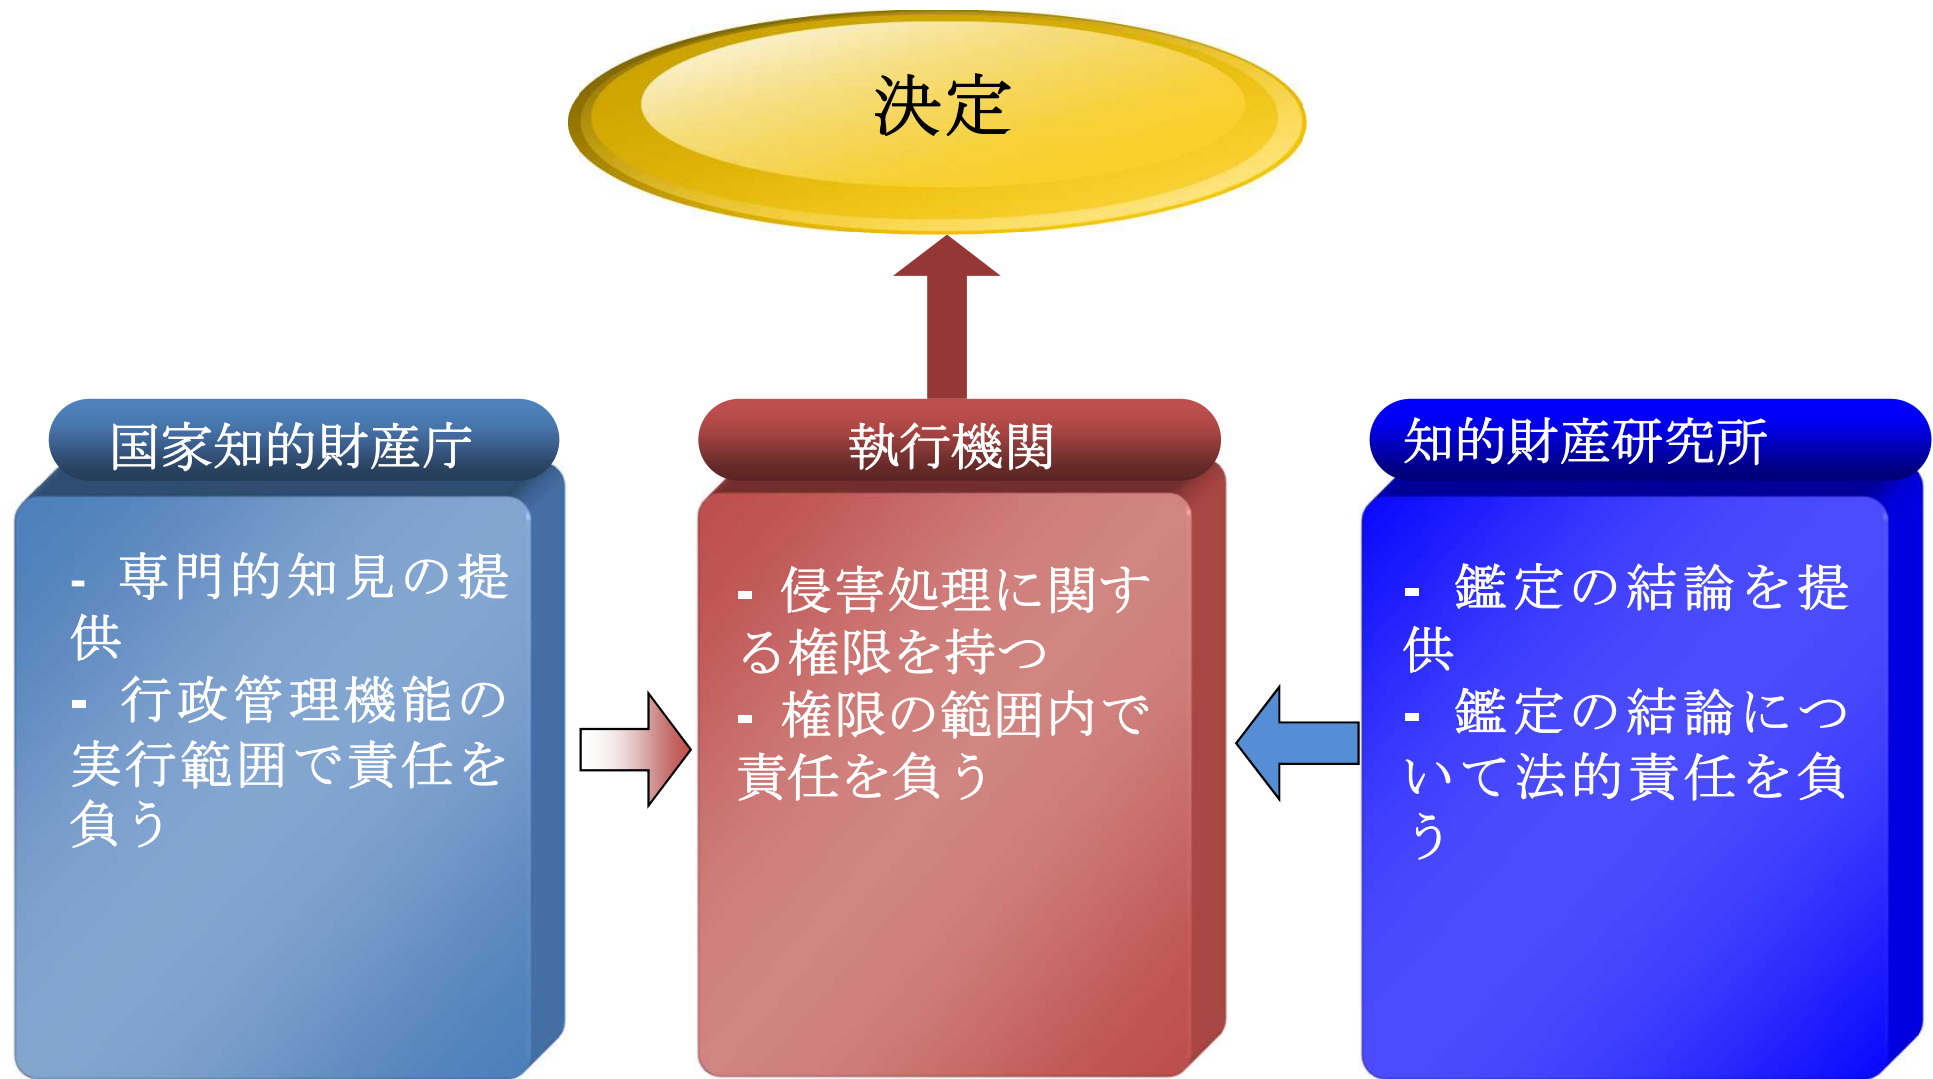 決定
国家知的財産庁
- 専門的知見の提
供
- 行政管理機能の
実行範囲で責任を
負う
執行機関
- 侵害処理に関す
る権限を持つ
- 権限の範囲内で
責任を負う
知的財産研究所
- 鑑定の結論を提
供
- 鑑定の結論につ
いて法的責任を負
う